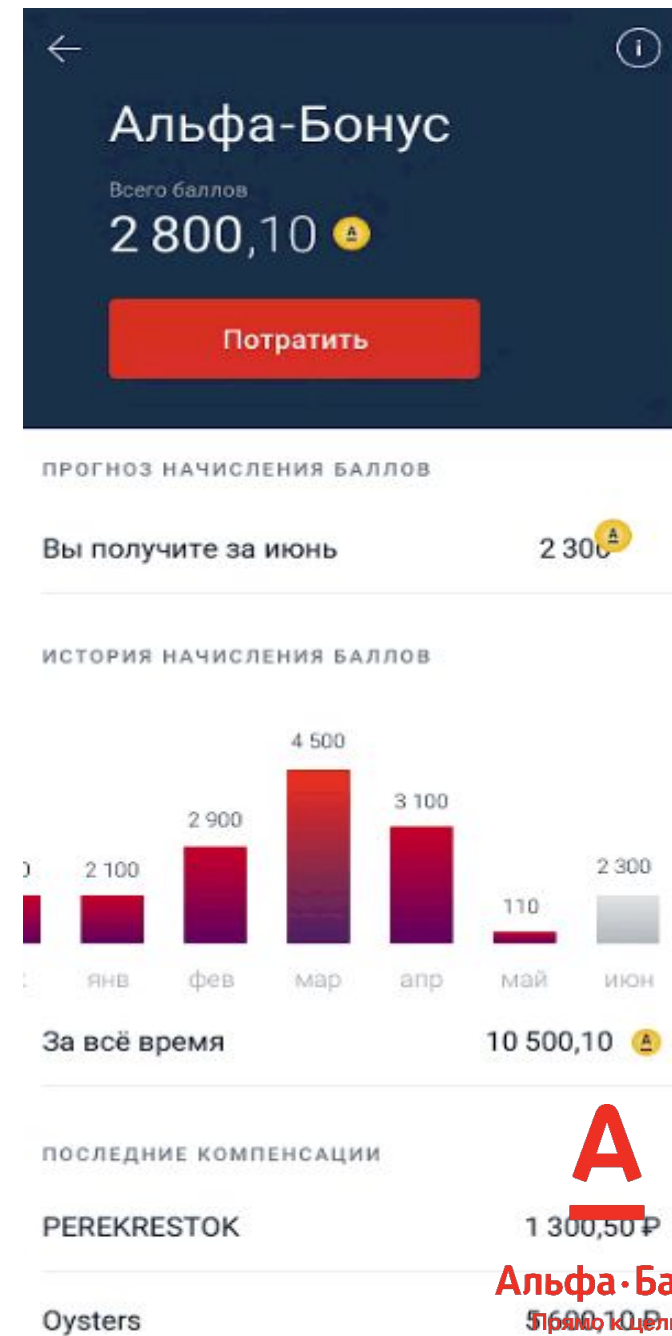 Альфа-Бонус
Всего баллов
2 800,10
Потратить
ПРОГНОЗ НАЧИСЛЕНИЯ БАЛЛОВ
Вы получите за июнь 2 300
ИСТОРИЯ НАЧИСЛЕНИЯ БАЛЛОВ
4 500
3 100
2 900
2 100
2 300
110
янв фев мар апр май июн
За всё время 10 500,10
ПОСЛЕДНИЕ КОМПЕНСАЦИИ
А
PEREKRESTOK 1 300,50 ₽
Альфа·Ба
Oysters
Прямо к цели